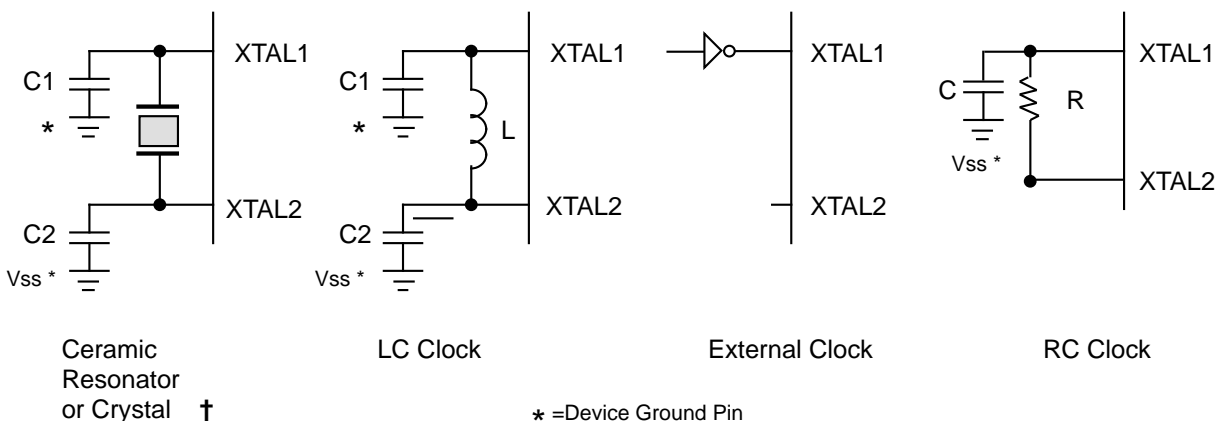 XTAL1
C1
*
XTAL2
C2
Vss *
Ceramic
Resonator
or Crystal †
XTAL1
C1
*
L
XTAL2
C2
Vss *
LC Clock
XTAL1
XTAL2
External Clock
XTAL1
C
R
Vss *
XTAL2
RC Clock
* =Device Ground Pin